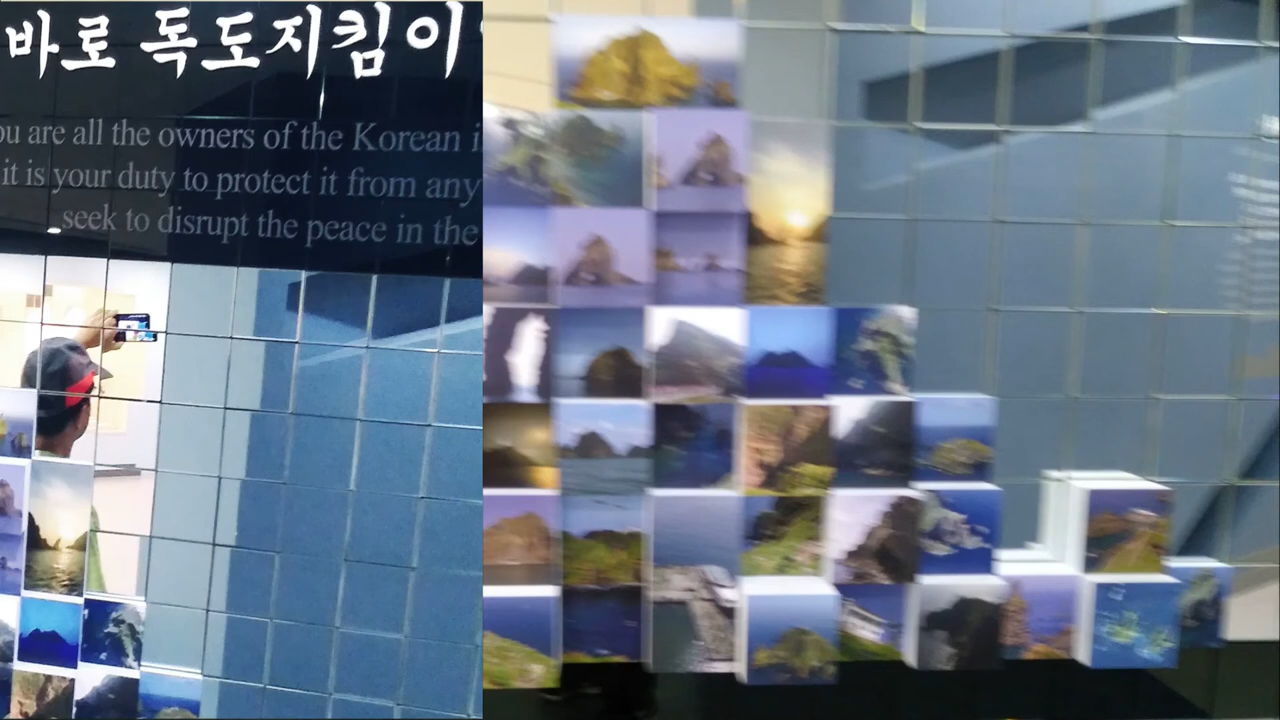 바로 독도지킴이
ou are all the owners of the Korean i
it is your duty to protect it from any
seek to disrupt the peace in the